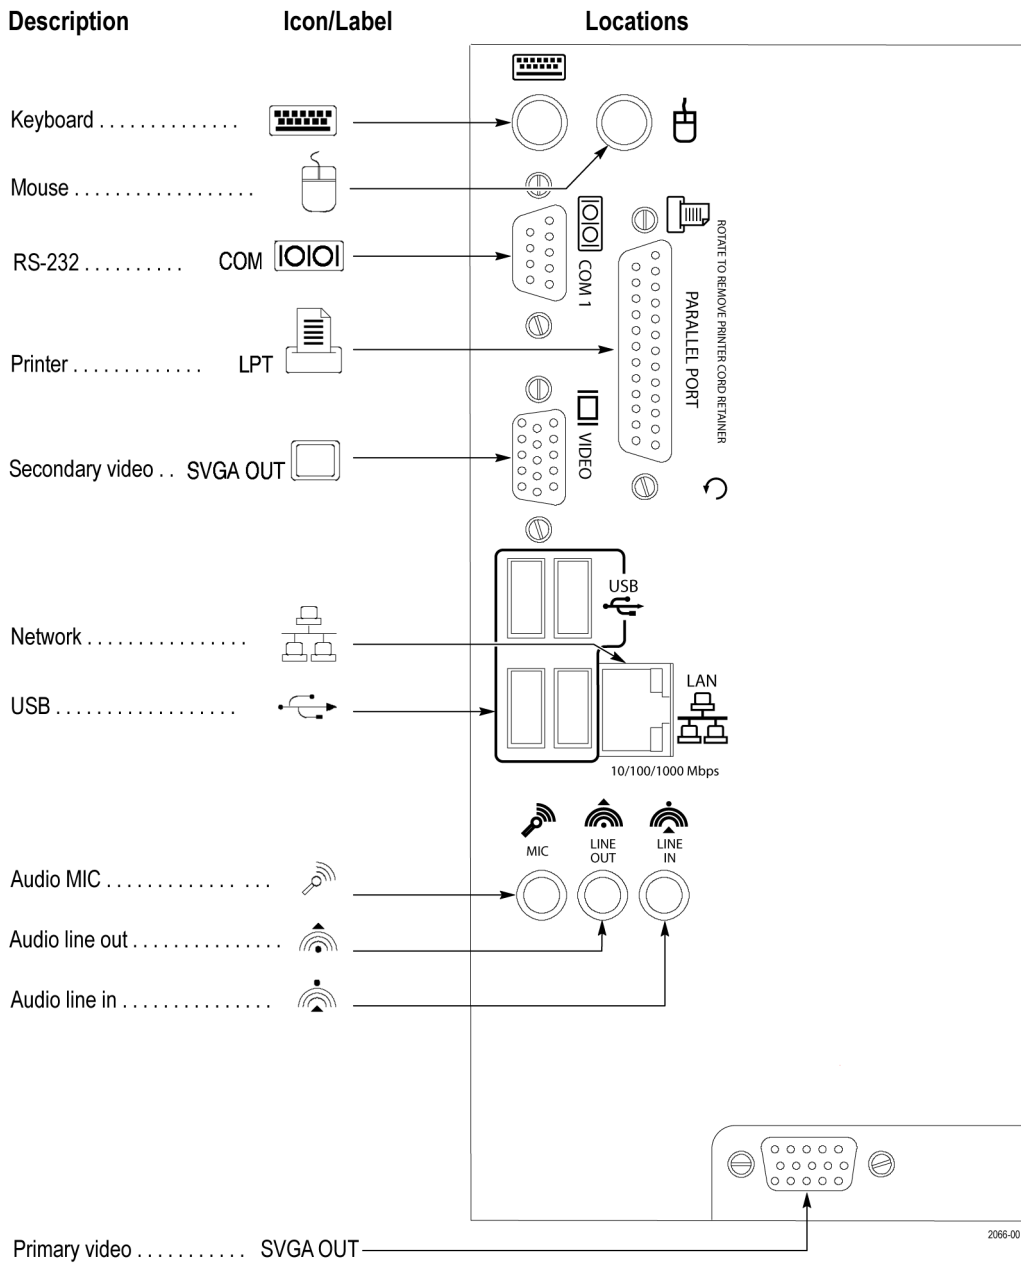 Description Icon/Label Locations
Keyboard . . . . . . . . . . . . . .
Mouse . . . . . . . . . . . . . . . . . .
RS-232 . . . . . . . . . . COM
COM 1
Printer . . . . . . . . . . . . . LPT
PARALLEL PORT
ROTATE TO REMOVE PRINTER CORD RETAINER
Secondary video . . SVGA OUT
VIDEO
USB
Network . . . . . . . . . . . . . . . .
LAN
USB . . . . . . . . . . . . . . . . . .
10/100/1000 Mbps
MIC
LINE
OUT
LINE
IN
Audio MIC . . . . . . . . . . . . . . . .
Audio line out . . . . . . . . . . . . . .
Audio line in . . . . . . . . . . . . . . .
2066-00
Primary video . . . . . . . . . . . SVGA OUT